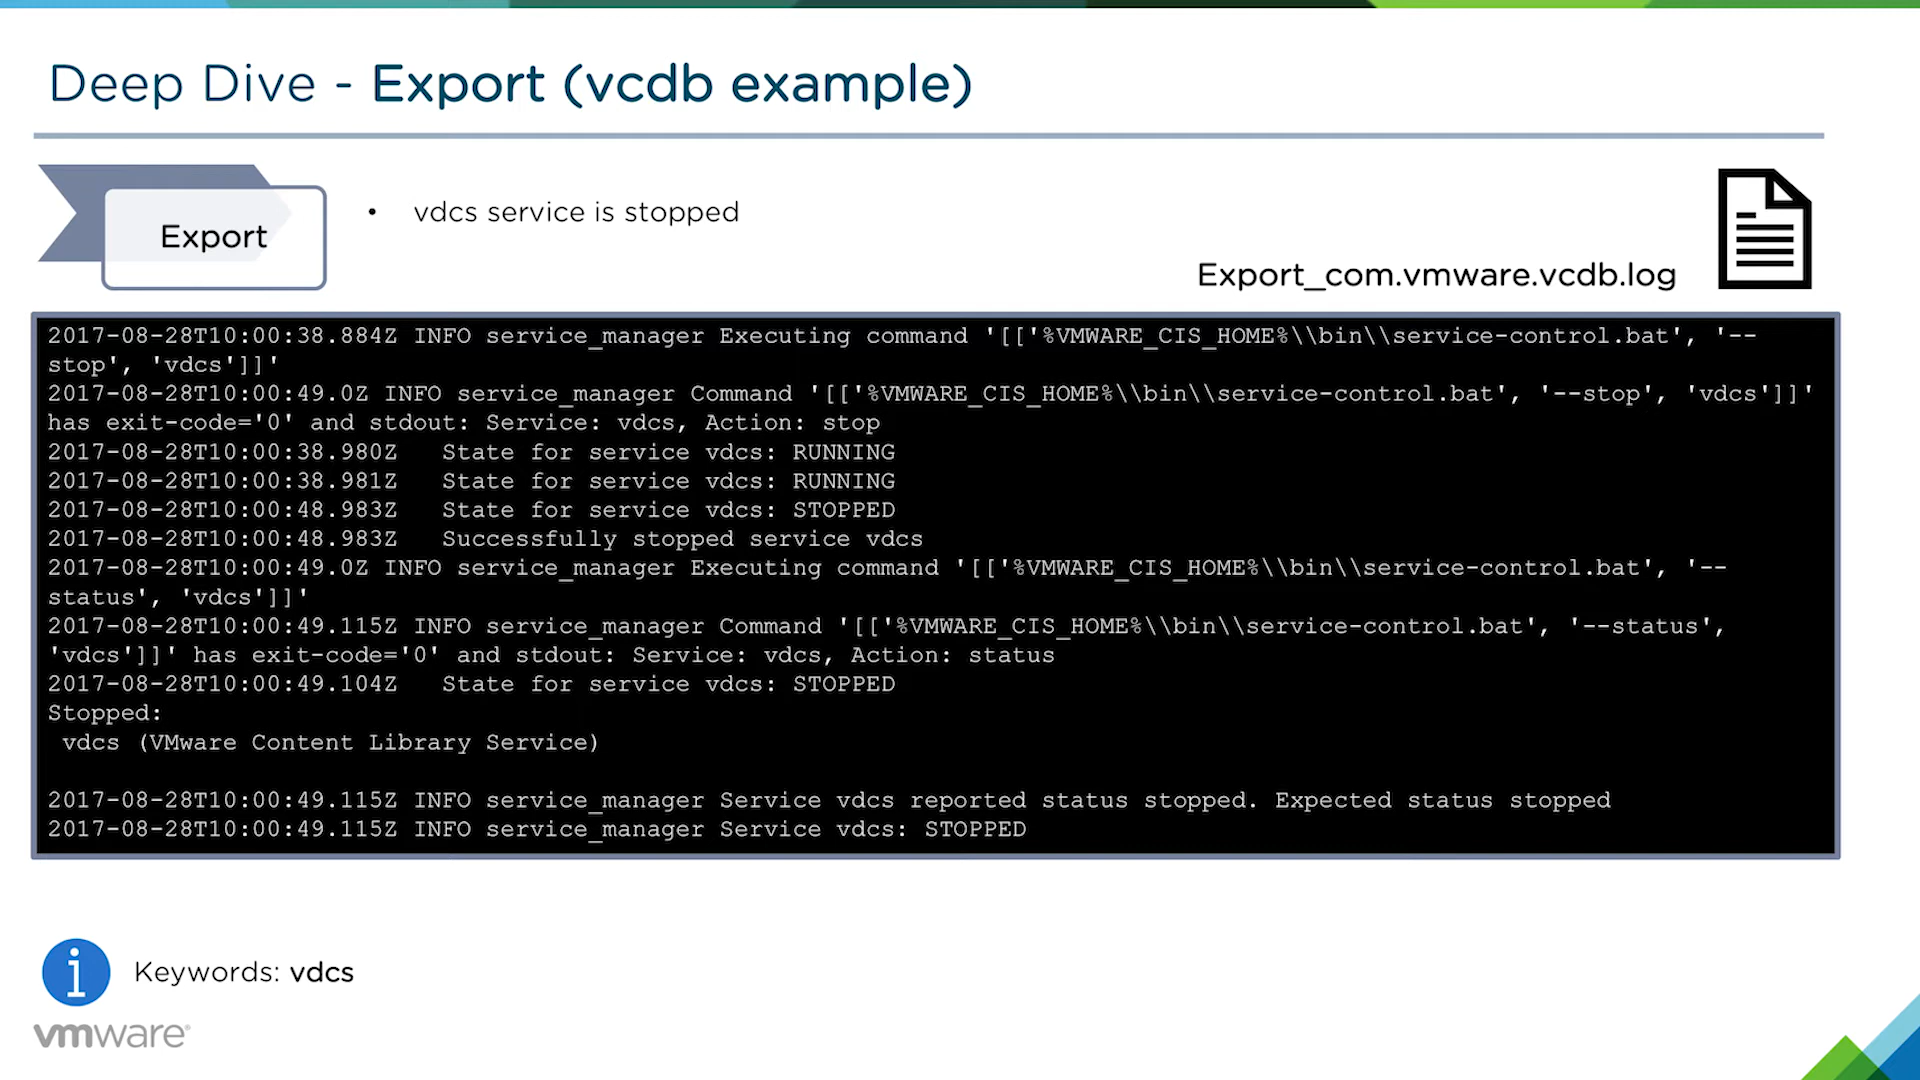 Deep Dive - Export (vcdb example)
Export
• vdcs service is stopped
Export_com.vmware.vcdb.log
2017-08-28T10:00:38.884Z INFO service_manager Executing command '[['%VMWARE_CIS_HOME%\\bin\\service-control.bat', '--
stop', 'vdcs']]'
2017-08-28T10:00:49.0Z INFO service_manager Command '[['%VMWARE_CIS_HOME%\\bin\\service-control.bat', '--stop', 'vdcs']]'
has exit-code='0' and stdout: Service: vdcs, Action: stop
2017-08-28T10:00:38.980Z   State for service vdcs: RUNNING
2017-08-28T10:00:38.981Z   State for service vdcs: RUNNING
2017-08-28T10:00:48.983Z   State for service vdcs: STOPPED
2017-08-28T10:00:48.983Z   Successfully stopped service vdcs
2017-08-28T10:00:49.0Z INFO service_manager Executing command '[['%VMWARE_CIS_HOME%\\bin\\service-control.bat', '--
status', 'vdcs']]'
2017-08-28T10:00:49.115Z INFO service_manager Command '[['%VMWARE_CIS_HOME%\\bin\\service-control.bat', '--status',
'vdcs']]' has exit-code='0' and stdout: Service: vdcs, Action: status
2017-08-28T10:00:49.104Z   State for service vdcs: STOPPED
Stopped:
 vdcs (VMware Content Library Service)
2017-08-28T10:00:49.115Z INFO service_manager Service vdcs reported status stopped. Expected status stopped
2017-08-28T10:00:49.115Z INFO service_manager Service vdcs: STOPPED
i
Keywords: vdcs
vmware®